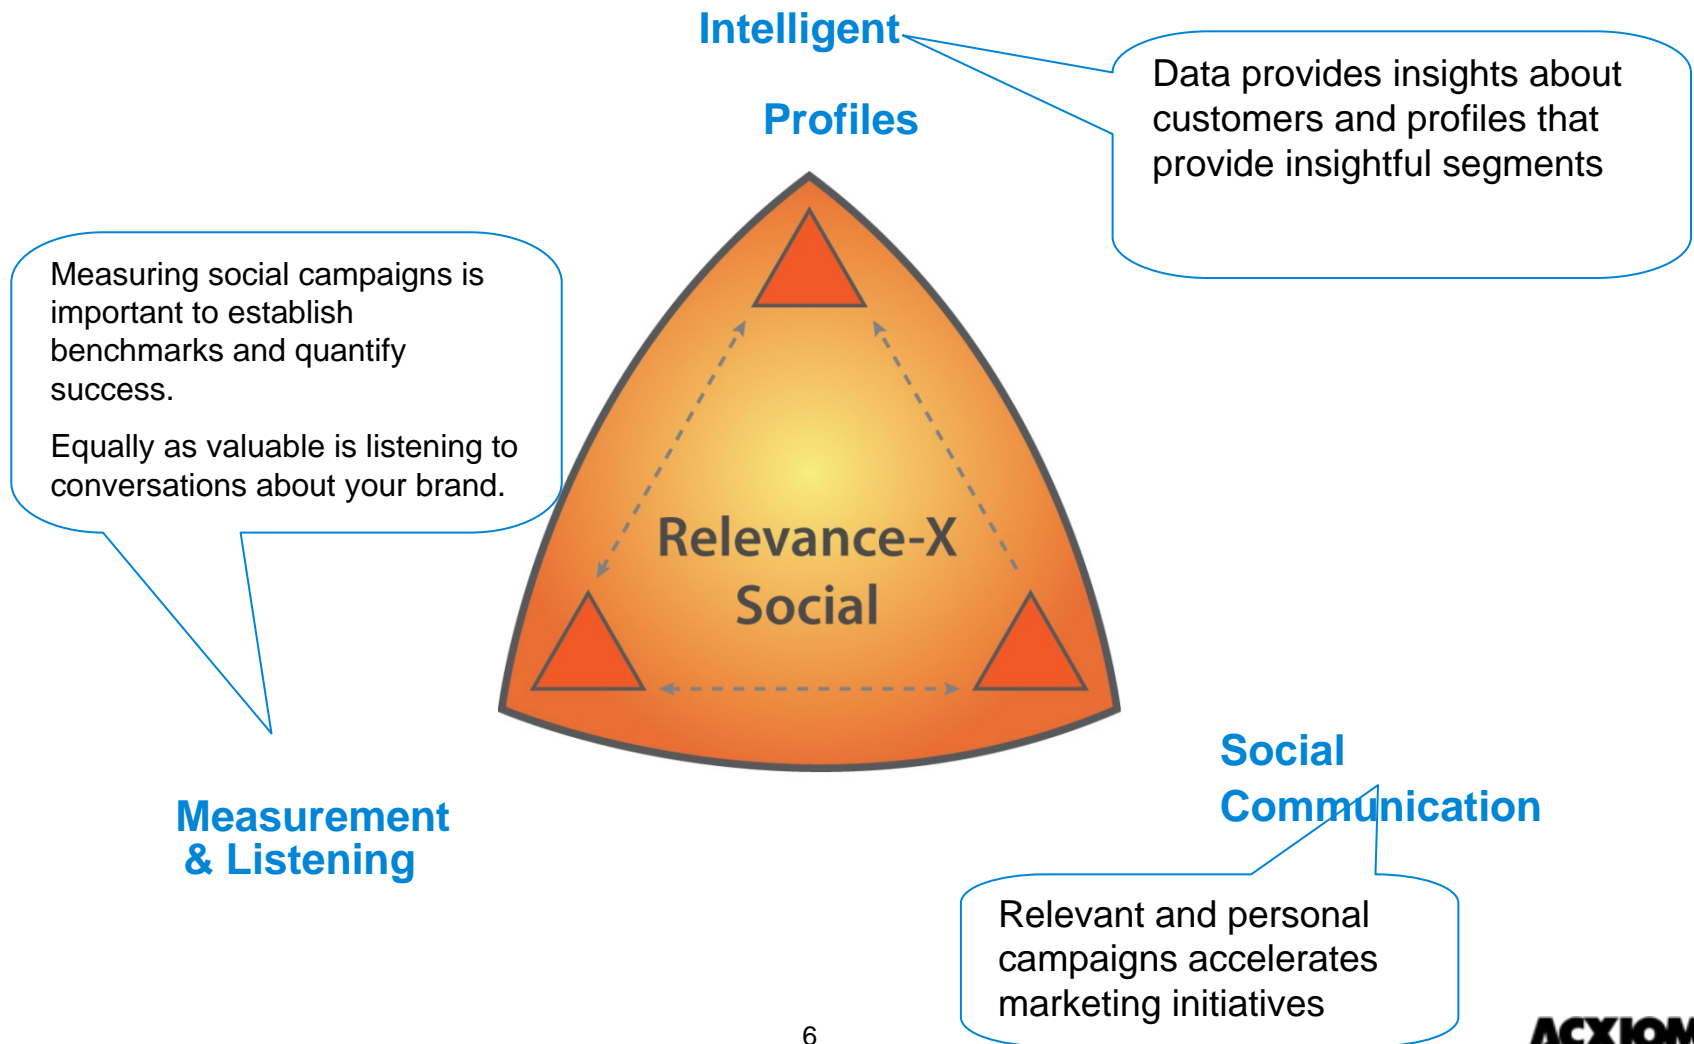 Intelligent
Profiles
Data provides insights about
customers and profiles that
provide insightful segments
Measuring social campaigns is
important to establish
benchmarks and quantify
success.
Equally as valuable is listening to
conversations about your brand.
Relevance-X
Social
Measurement
& Listening
Social
Communication
Relevant and personal
campaigns accelerates
marketing initiatives
6
ACXIOM